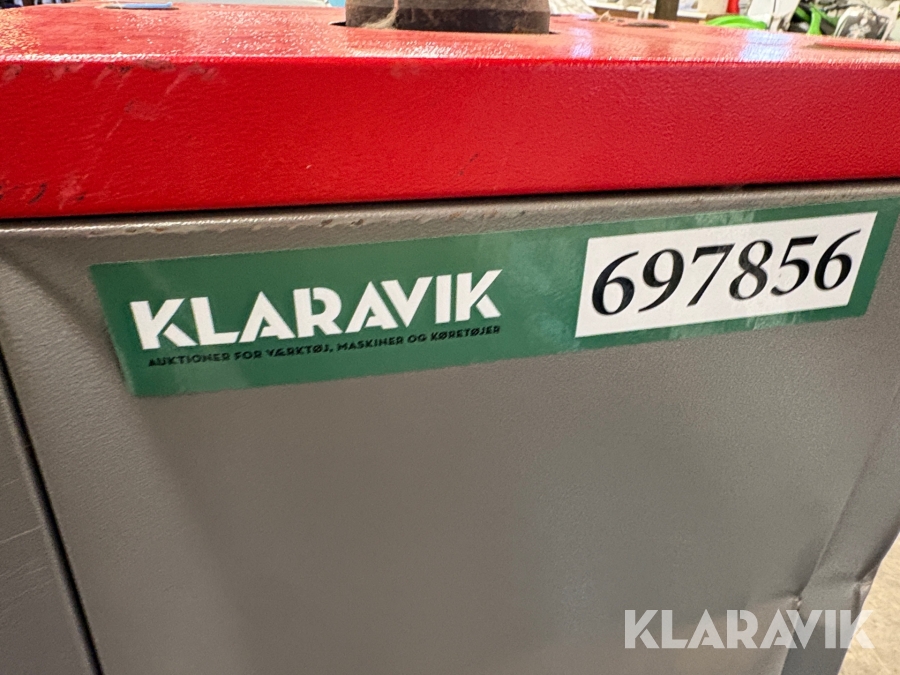 KLARAVIK
AUKTIONER FOR VÆRKTØJ, MASKINER OG KØRETØJER
697856
KLARAVIK